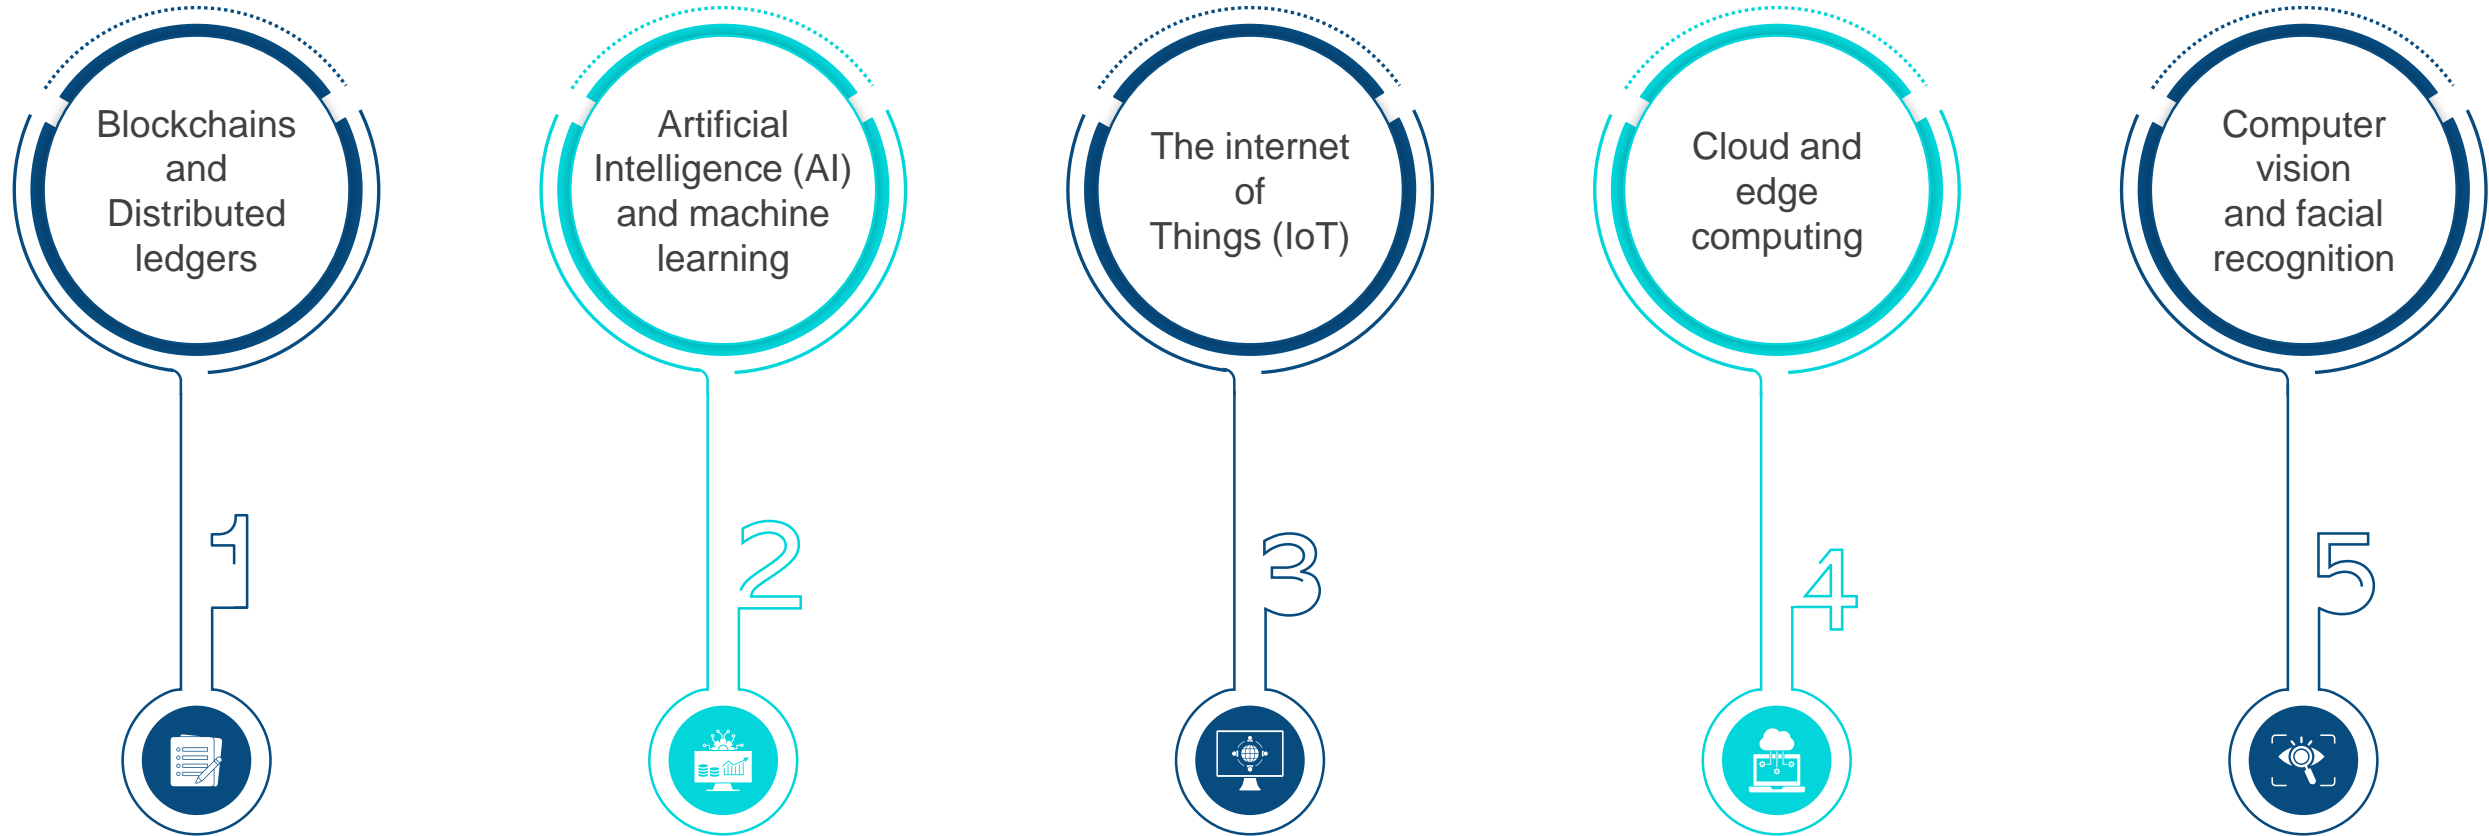 Blockchains
and
Distributed
ledgers
Artificial
Intelligence (AI)
and machine
learning
The internet
of
Things (IoT)
Cloud and
edge
computing
Computer
vision
and facial
recognition
1
2
3
4
5